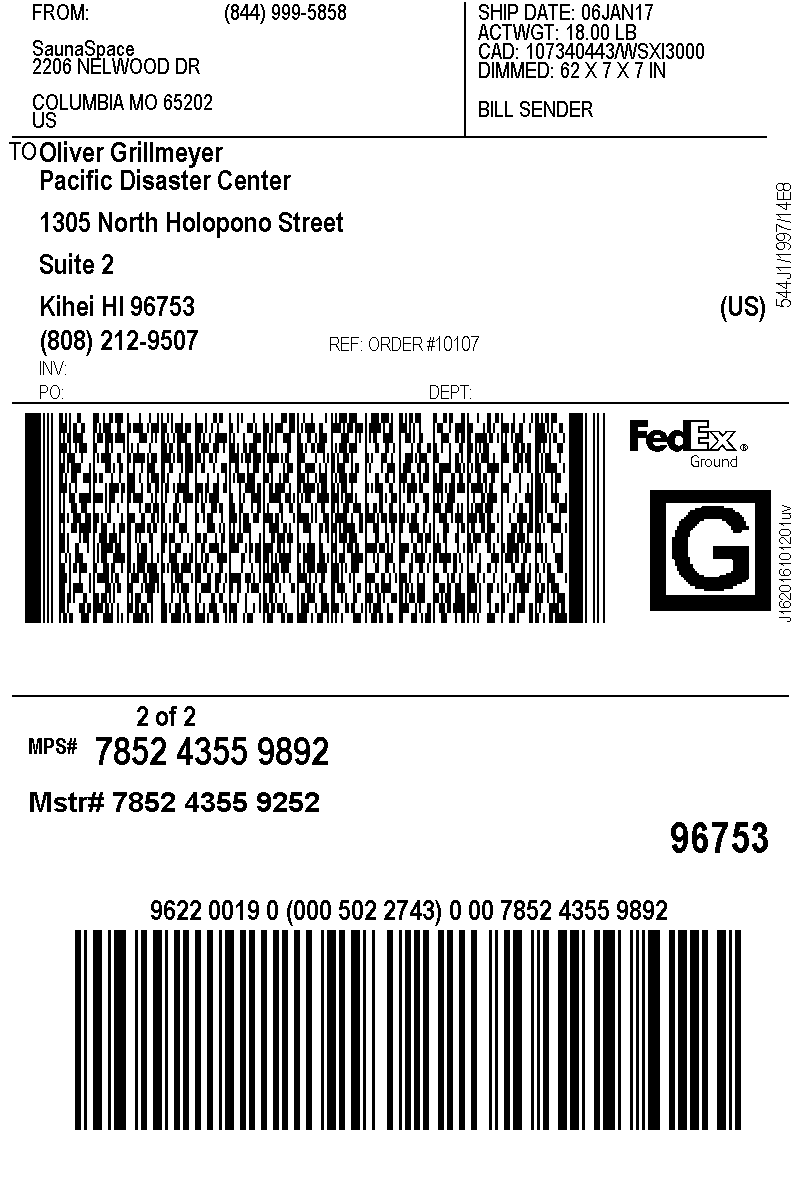 FROM: (844) 999-5858
SaunaSpace
2206 NELWOOD DR
COLUMBIA MO 65202
US
SHIP DATE: 06JAN17
ACTWGT: 18.00 LB
CAD: 107340443/WSXI3000
DIMMED: 62 X 7 X 7 IN
BILL SENDER
TO Oliver Grillmeyer
Pacific Disaster Center
1305 North Holopono Street
Suite 2
Kihei HI 96753 (US)
(808) 212-9507 REF: ORDER #10107
INV:
PO: DEPT:
544J1/1997/14E8
FedEx®
Ground
G
J162016101201uv
2 of 2
MPS# 7852 4355 9892
Mstr# 7852 4355 9252
96753
9622 0019 0 (000 502 2743) 0 00 7852 4355 9892